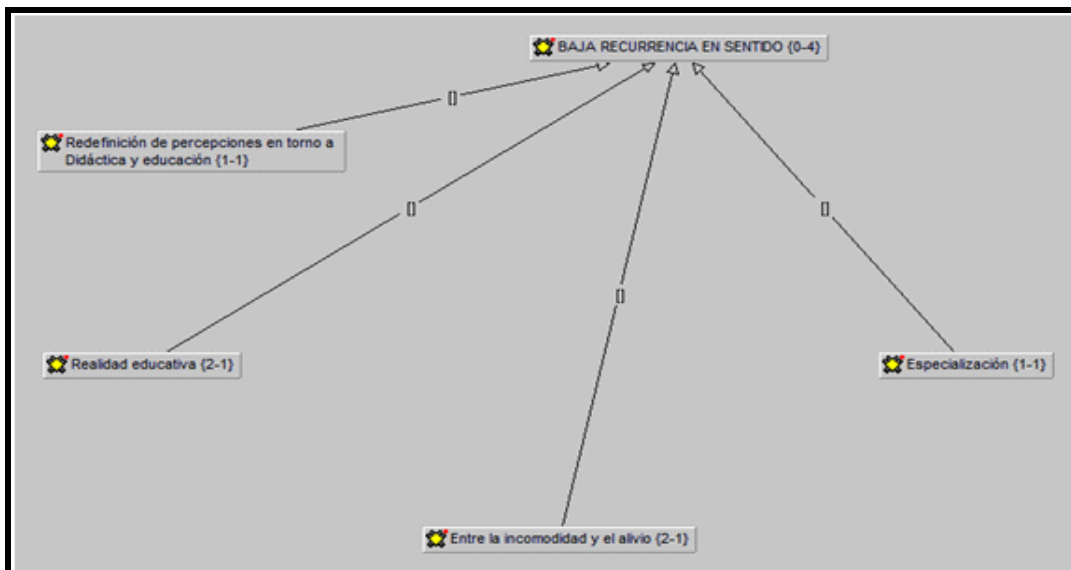 BAJA RECURRENCIA EN SENTIDO {0-4}
[]
Redefinición de percepciones en torno a
Didáctica y educación {1-1}
[]
[]
[]
Realidad educativa {2-1}
Especialización {1-1}
Entre la incomodidad y el alivio {2-1}